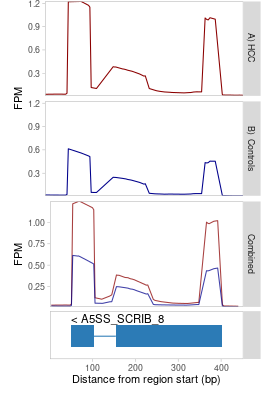 1.2
0.9
0.6
0.3
FPM
A) HCC
1.2
0.9
0.6
0.3
FPM
B) Controls
1.00
0.75
0.50
0.25
FPM
Combined
< A5SS_SCRIB_8
100 200 300 400
Distance from region start (bp)